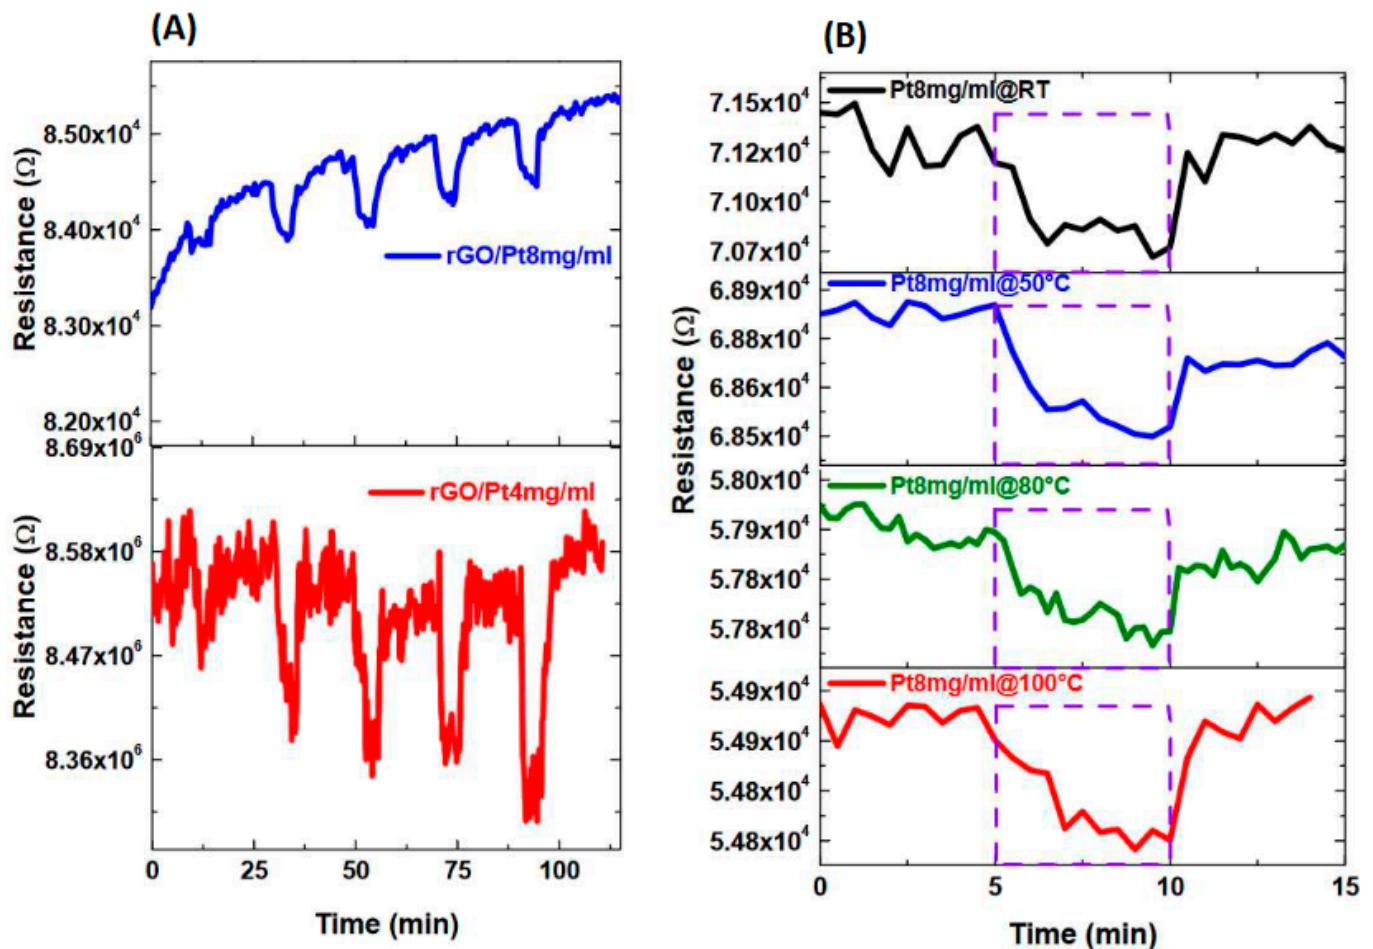 (A)
Resistance (Ω)
8.50x10⁴
8.40x10⁴
8.30x10⁴
8.20x10⁴
rGO/Pt8mg/ml
Resistance (Ω)
8.69x10⁶
8.58x10⁶
8.47x10⁶
8.36x10⁶
rGO/Pt4mg/ml
0 25 50 75 100
Time (min)
(B)
Resistance (Ω)
Pt8mg/ml@RT
7.15x10⁴
7.12x10⁴
7.10x10⁴
7.07x10⁴
Pt8mg/ml@50°C
6.89x10⁴
6.88x10⁴
6.86x10⁴
6.85x10⁴
Pt8mg/ml@80°C
5.80x10⁴
5.79x10⁴
5.78x10⁴
5.78x10⁴
Pt8mg/ml@100°C
5.49x10⁴
5.49x10⁴
5.48x10⁴
5.48x10⁴
0 5 10 15
Time (min)